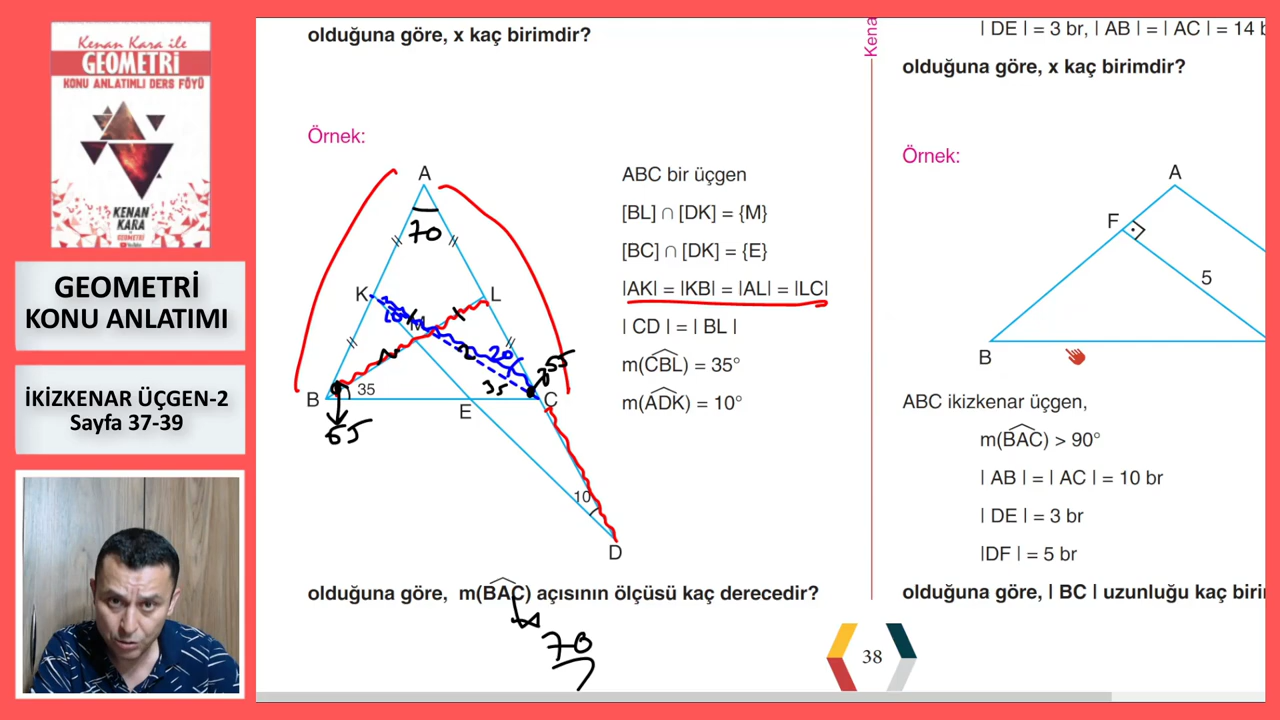 Kenan Kara ile
GEOMETRİ
KONU ANLATIMLI DERS FÖYÜ
KENAN
KARA
GEOMETRİ
KONU ANLATIMI
İKİZKENAR ÜÇGEN-2
Sayfa 37-39
olduğuna göre, x kaç birimdir?
Örnek:
A
70
K
L
M
10
20
x
35
35
55
B
E
C
65
10
D
ABC bir üçgen
[BL] ∩ [DK] = {M}
[BC] ∩ [DK] = {E}
|AK| = |KB| = |AL| = |LC|
| CD | = | BL |
m(CBL) = 35°
m(ADK) = 10°
olduğuna göre, m(BAC) açısının ölçüsü kaç derecedir?
70
Kena
| DE | = 3 br, | AB | = | AC | = 14 b
olduğuna göre, x kaç birimdir?
Örnek:
A
F
5
B
ABC ikizkenar üçgen,
m(BAC) > 90°
| AB | = | AC | = 10 br
| DE | = 3 br
|DF | = 5 br
olduğuna göre, | BC | uzunluğu kaç biri
38